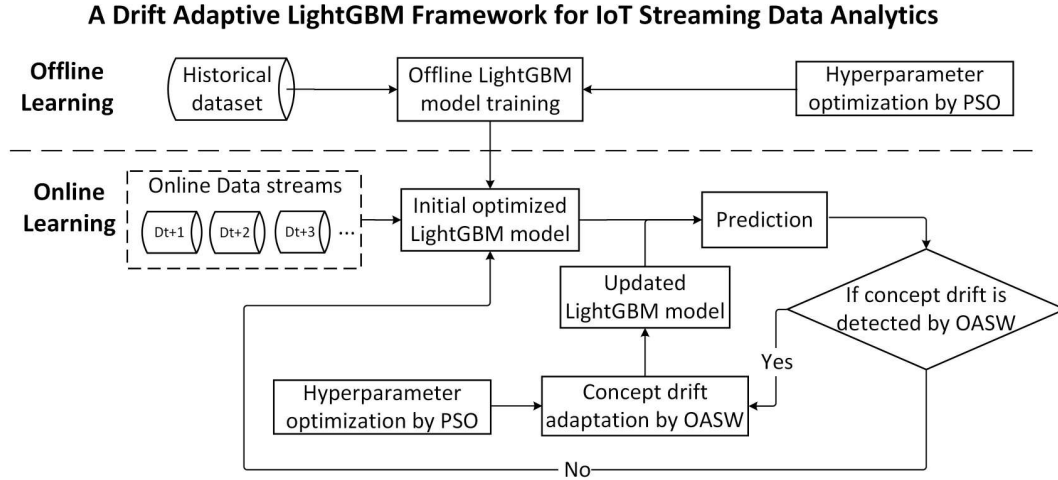 A Drift Adaptive LightGBM Framework for IoT Streaming Data Analytics
Offline
Learning
Historical
dataset
Offline LightGBM
model training
Hyperparameter
optimization by PSO
Online
Learning
Online Data streams
Dt+1 Dt+2 Dt+3 ...
Initial optimized
LightGBM model
Prediction
Updated
LightGBM model
If concept drift is
detected by OASW
Yes
Hyperparameter
optimization by PSO
Concept drift
adaptation by OASW
No